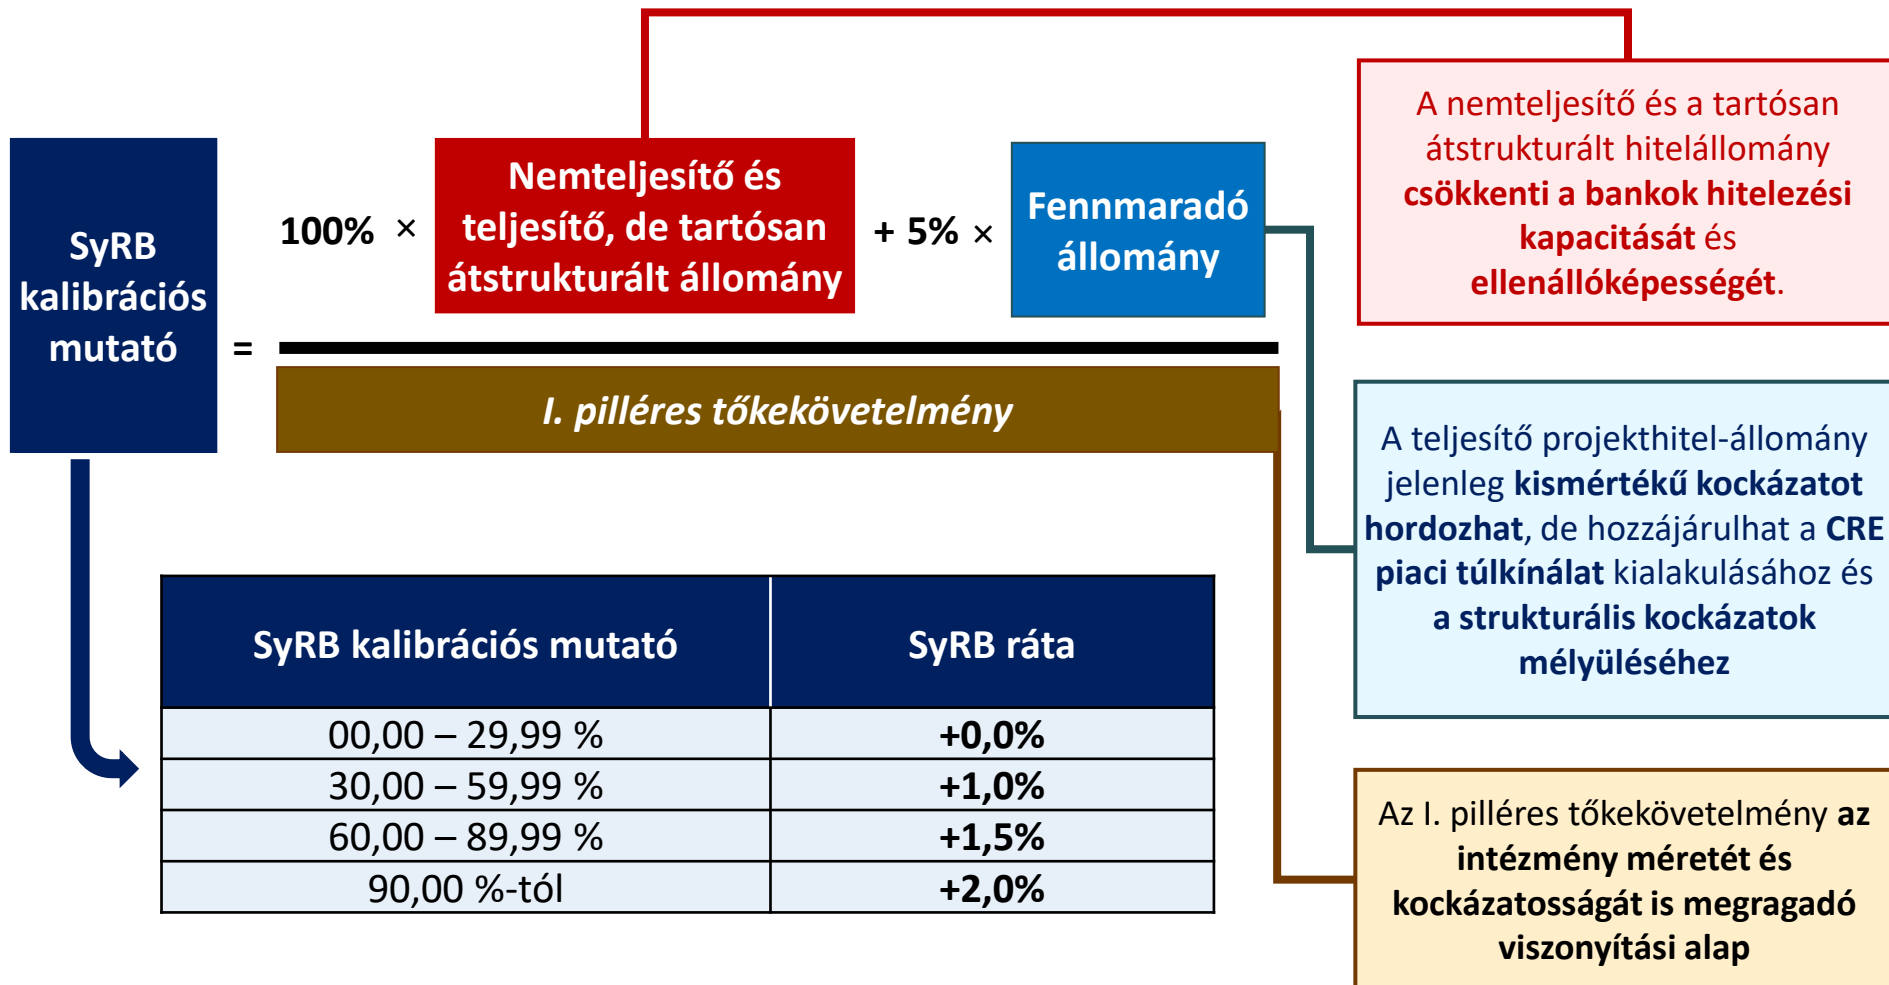 SyRB
kalibrációs
mutató
=
100% ×
Nemteljesítő és
teljesítő, de tartósan
átstrukturált állomány
+ 5% ×
Fennmaradó
állomány
I. pilléres tőkekövetelmény
A nemteljesítő és a tartósan
átstrukturált hitelállomány
csökkenti a bankok hitelezési
kapacitását és
ellenállóképességét.
A teljesítő projekthitel-állomány
jelenleg kismértékű kockázatot
hordozhat, de hozzájárulhat a CRE
piaci túlkínálat kialakulásához és
a strukturális kockázatok
mélyüléséhez
Az I. pilléres tőkekövetelmény az
intézmény méretét és
kockázatosságát is megragadó
viszonyítási alap
SyRB kalibrációs mutató SyRB ráta
00,00 – 29,99 % +0,0%
30,00 – 59,99 % +1,0%
60,00 – 89,99 % +1,5%
90,00 %-tól +2,0%